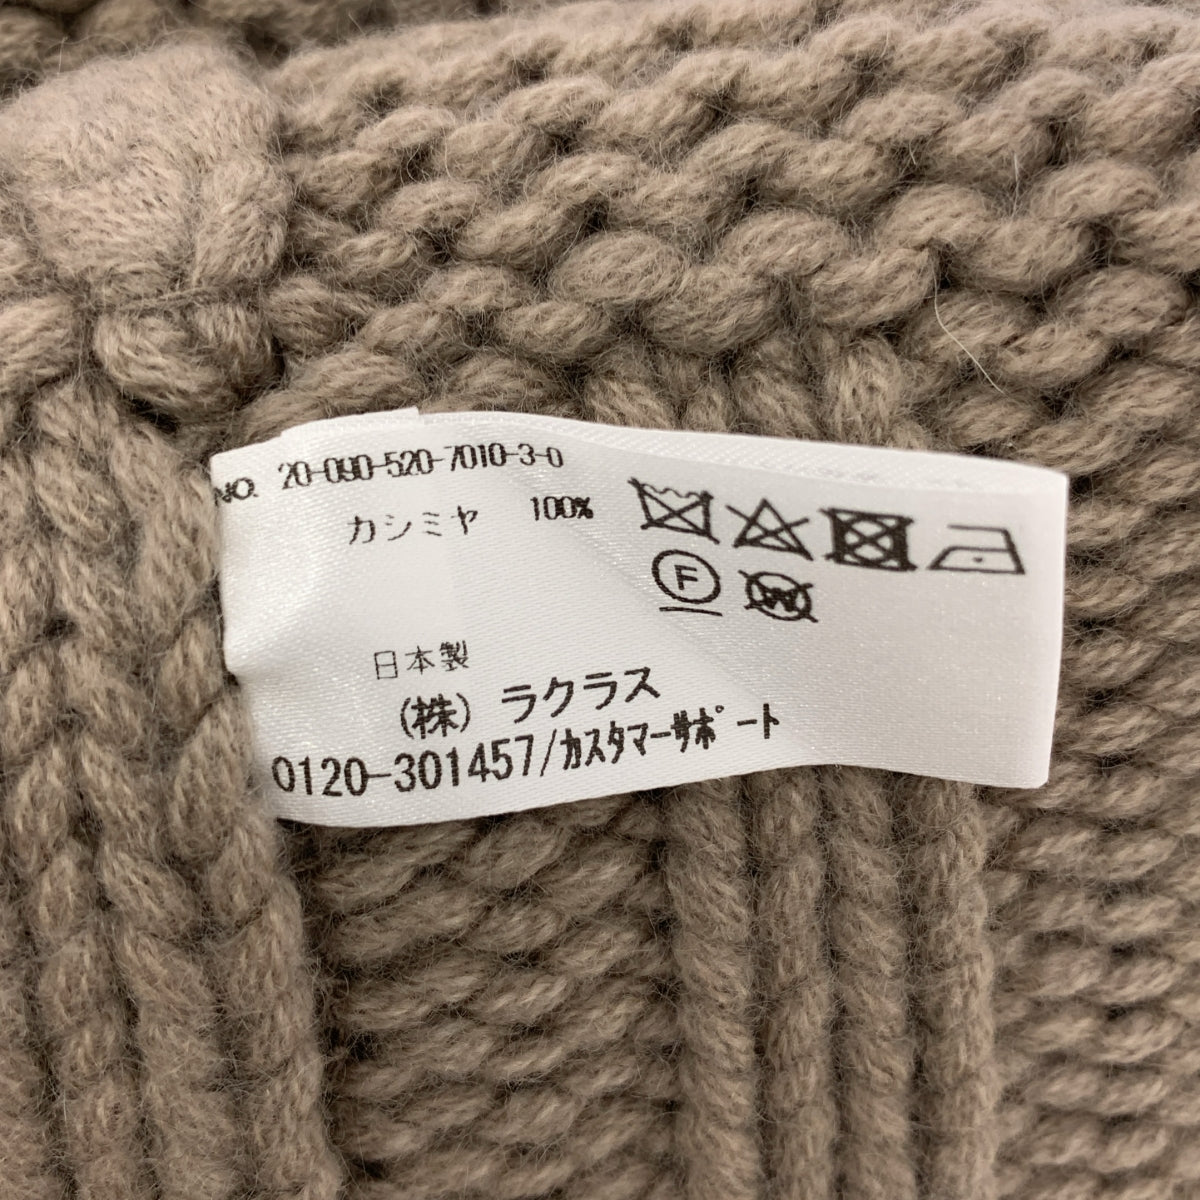 NO. 20-090-520-7010-3-0
カシミヤ 100%
F
W
日本製
(株) ラクラス
0120-301457/カスタマーサポート